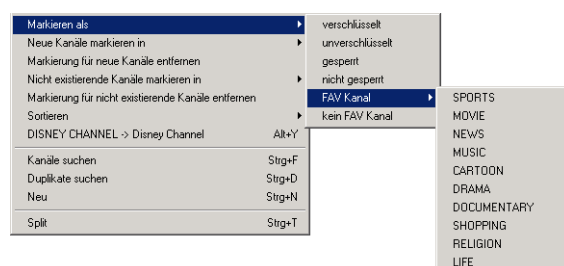 Markieren als
Neue Kanäle markieren in
Markierung für neue Kanäle entfernen
Nicht existierende Kanäle markieren in
Markierung für nicht existierende Kanäle entfernen
Sortieren
DISNEY CHANNEL -> Disney Channel Alt+Y
Kanäle suchen Strg+F
Duplikate suchen Strg+D
Neu Strg+N
Split Strg+T
verschlüsselt
unverschlüsselt
gesperrt
nicht gesperrt
FAV Kanal
kein FAV Kanal
SPORTS
MOVIE
NEWS
MUSIC
CARTOON
DRAMA
DOCUMENTARY
SHOPPING
RELIGION
LIFE